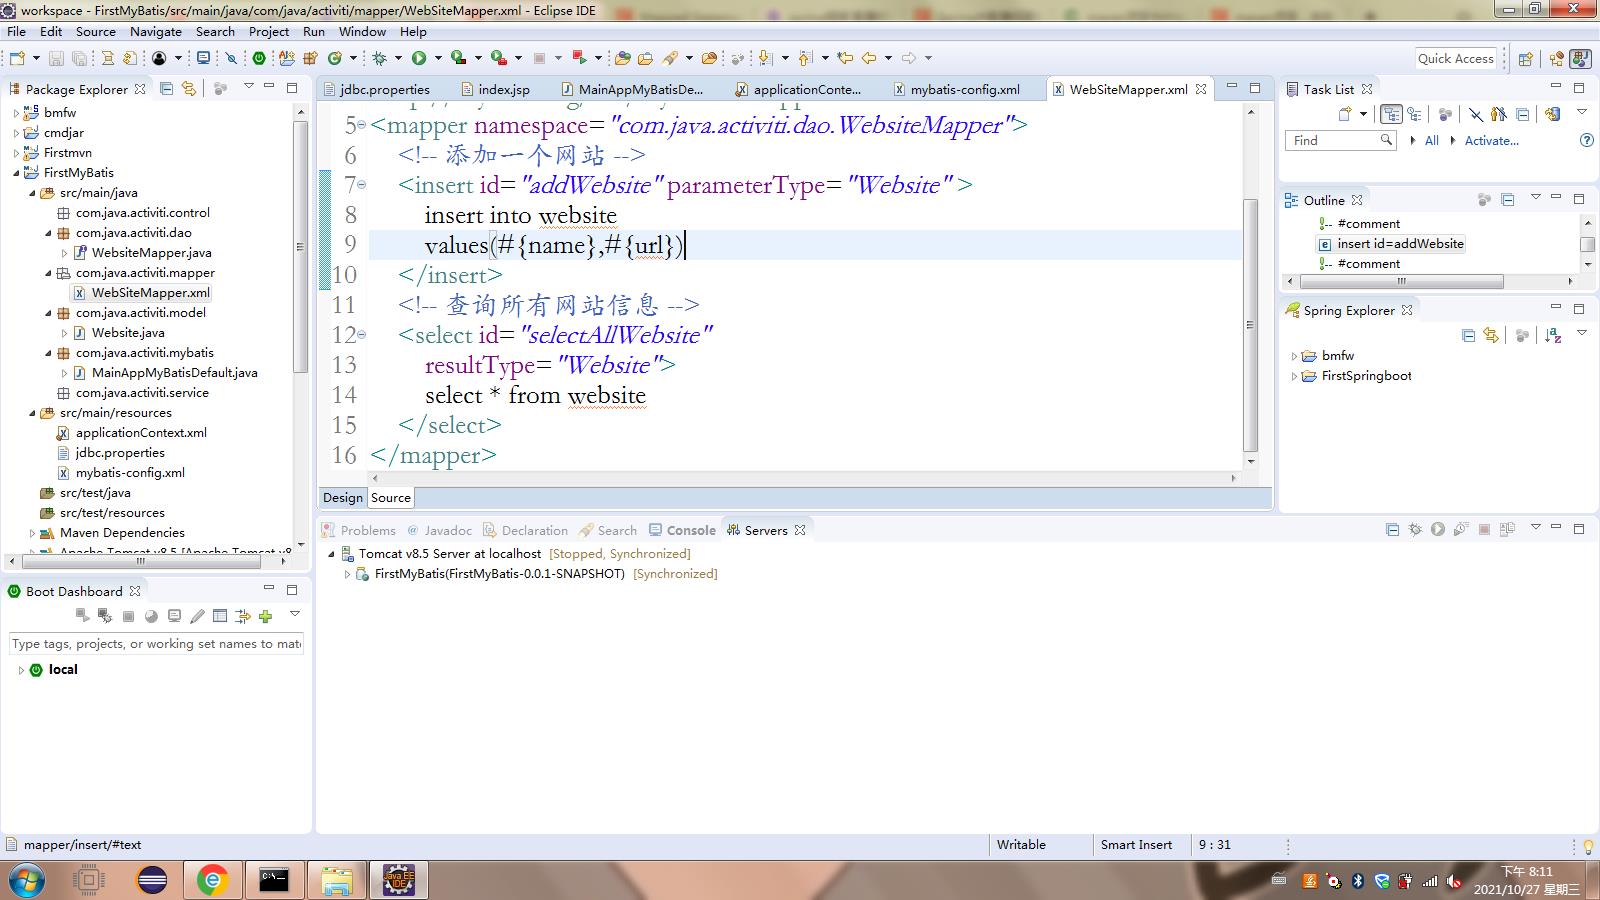 workspace - FirstMyBatis/src/main/java/com/java/activiti/mapper/WebSiteMapper.xml - Eclipse IDE
File Edit Source Navigate Search Project Run Window Help
Quick Access
Package Explorer
bmfw
cmdjar
Firstmvn
FirstMyBatis
src/main/java
com.java.activiti.control
com.java.activiti.dao
WebsiteMapper.java
com.java.activiti.mapper
WebSiteMapper.xml
com.java.activiti.model
Website.java
com.java.activiti.mybatis
MainAppMyBatisDefault.java
com.java.activiti.service
src/main/resources
applicationContext.xml
jdbc.properties
mybatis-config.xml
src/test/java
src/test/resources
Maven Dependencies
Apache Tomcat v8.5 [Apache Tomcat v8
Boot Dashboard
Type tags, projects, or working set names to mat
local
jdbc.properties index.jsp MainAppMyBatisDe... applicationConte... mybatis-config.xml WebSiteMapper.xml
5 <mapper namespace="com.java.activiti.dao.WebsiteMapper">
6 <!-- 添加一个网站 -->
7 <insert id="addWebsite" parameterType="Website" >
8 insert into website
9 values(#{name},#{url})
10 </insert>
11 <!-- 查询所有网站信息 -->
12 <select id="selectAllWebsite"
13 resultType="Website">
14 select * from website
15 </select>
16 </mapper>
Design Source
Problems @ Javadoc Declaration Search Console Servers
Tomcat v8.5 Server at localhost [Stopped, Synchronized]
FirstMyBatis(FirstMyBatis-0.0.1-SNAPSHOT) [Synchronized]
Task List
Find All Activate...
Outline
#comment
insert id=addWebsite
#comment
Spring Explorer
bmfw
FirstSpringboot
mapper/insert/#text Writable Smart Insert 9 : 31
下午 8:11
2021/10/27 星期三